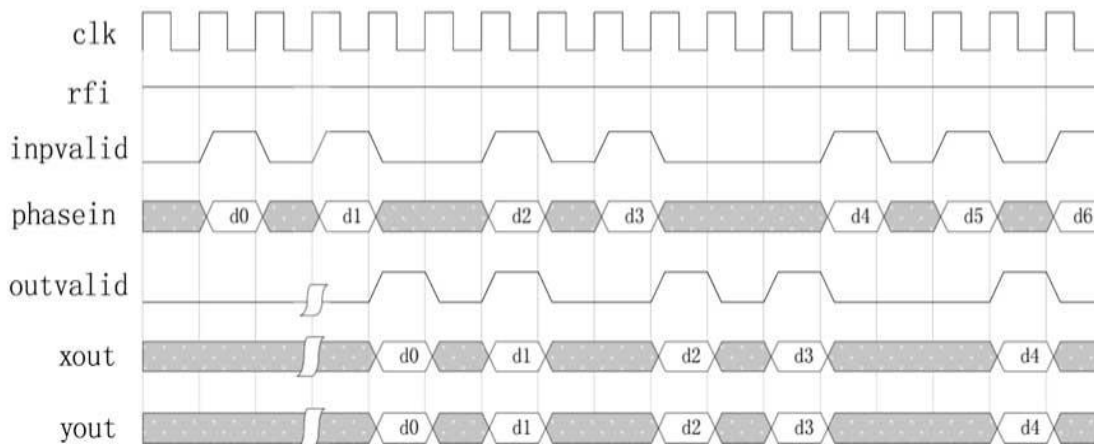 clk
rfi
inpvalid
phasein d0 d1 d2 d3 d4 d5 d6
outvalid
xout d0 d1 d2 d3 d4
yout d0 d1 d2 d3 d4